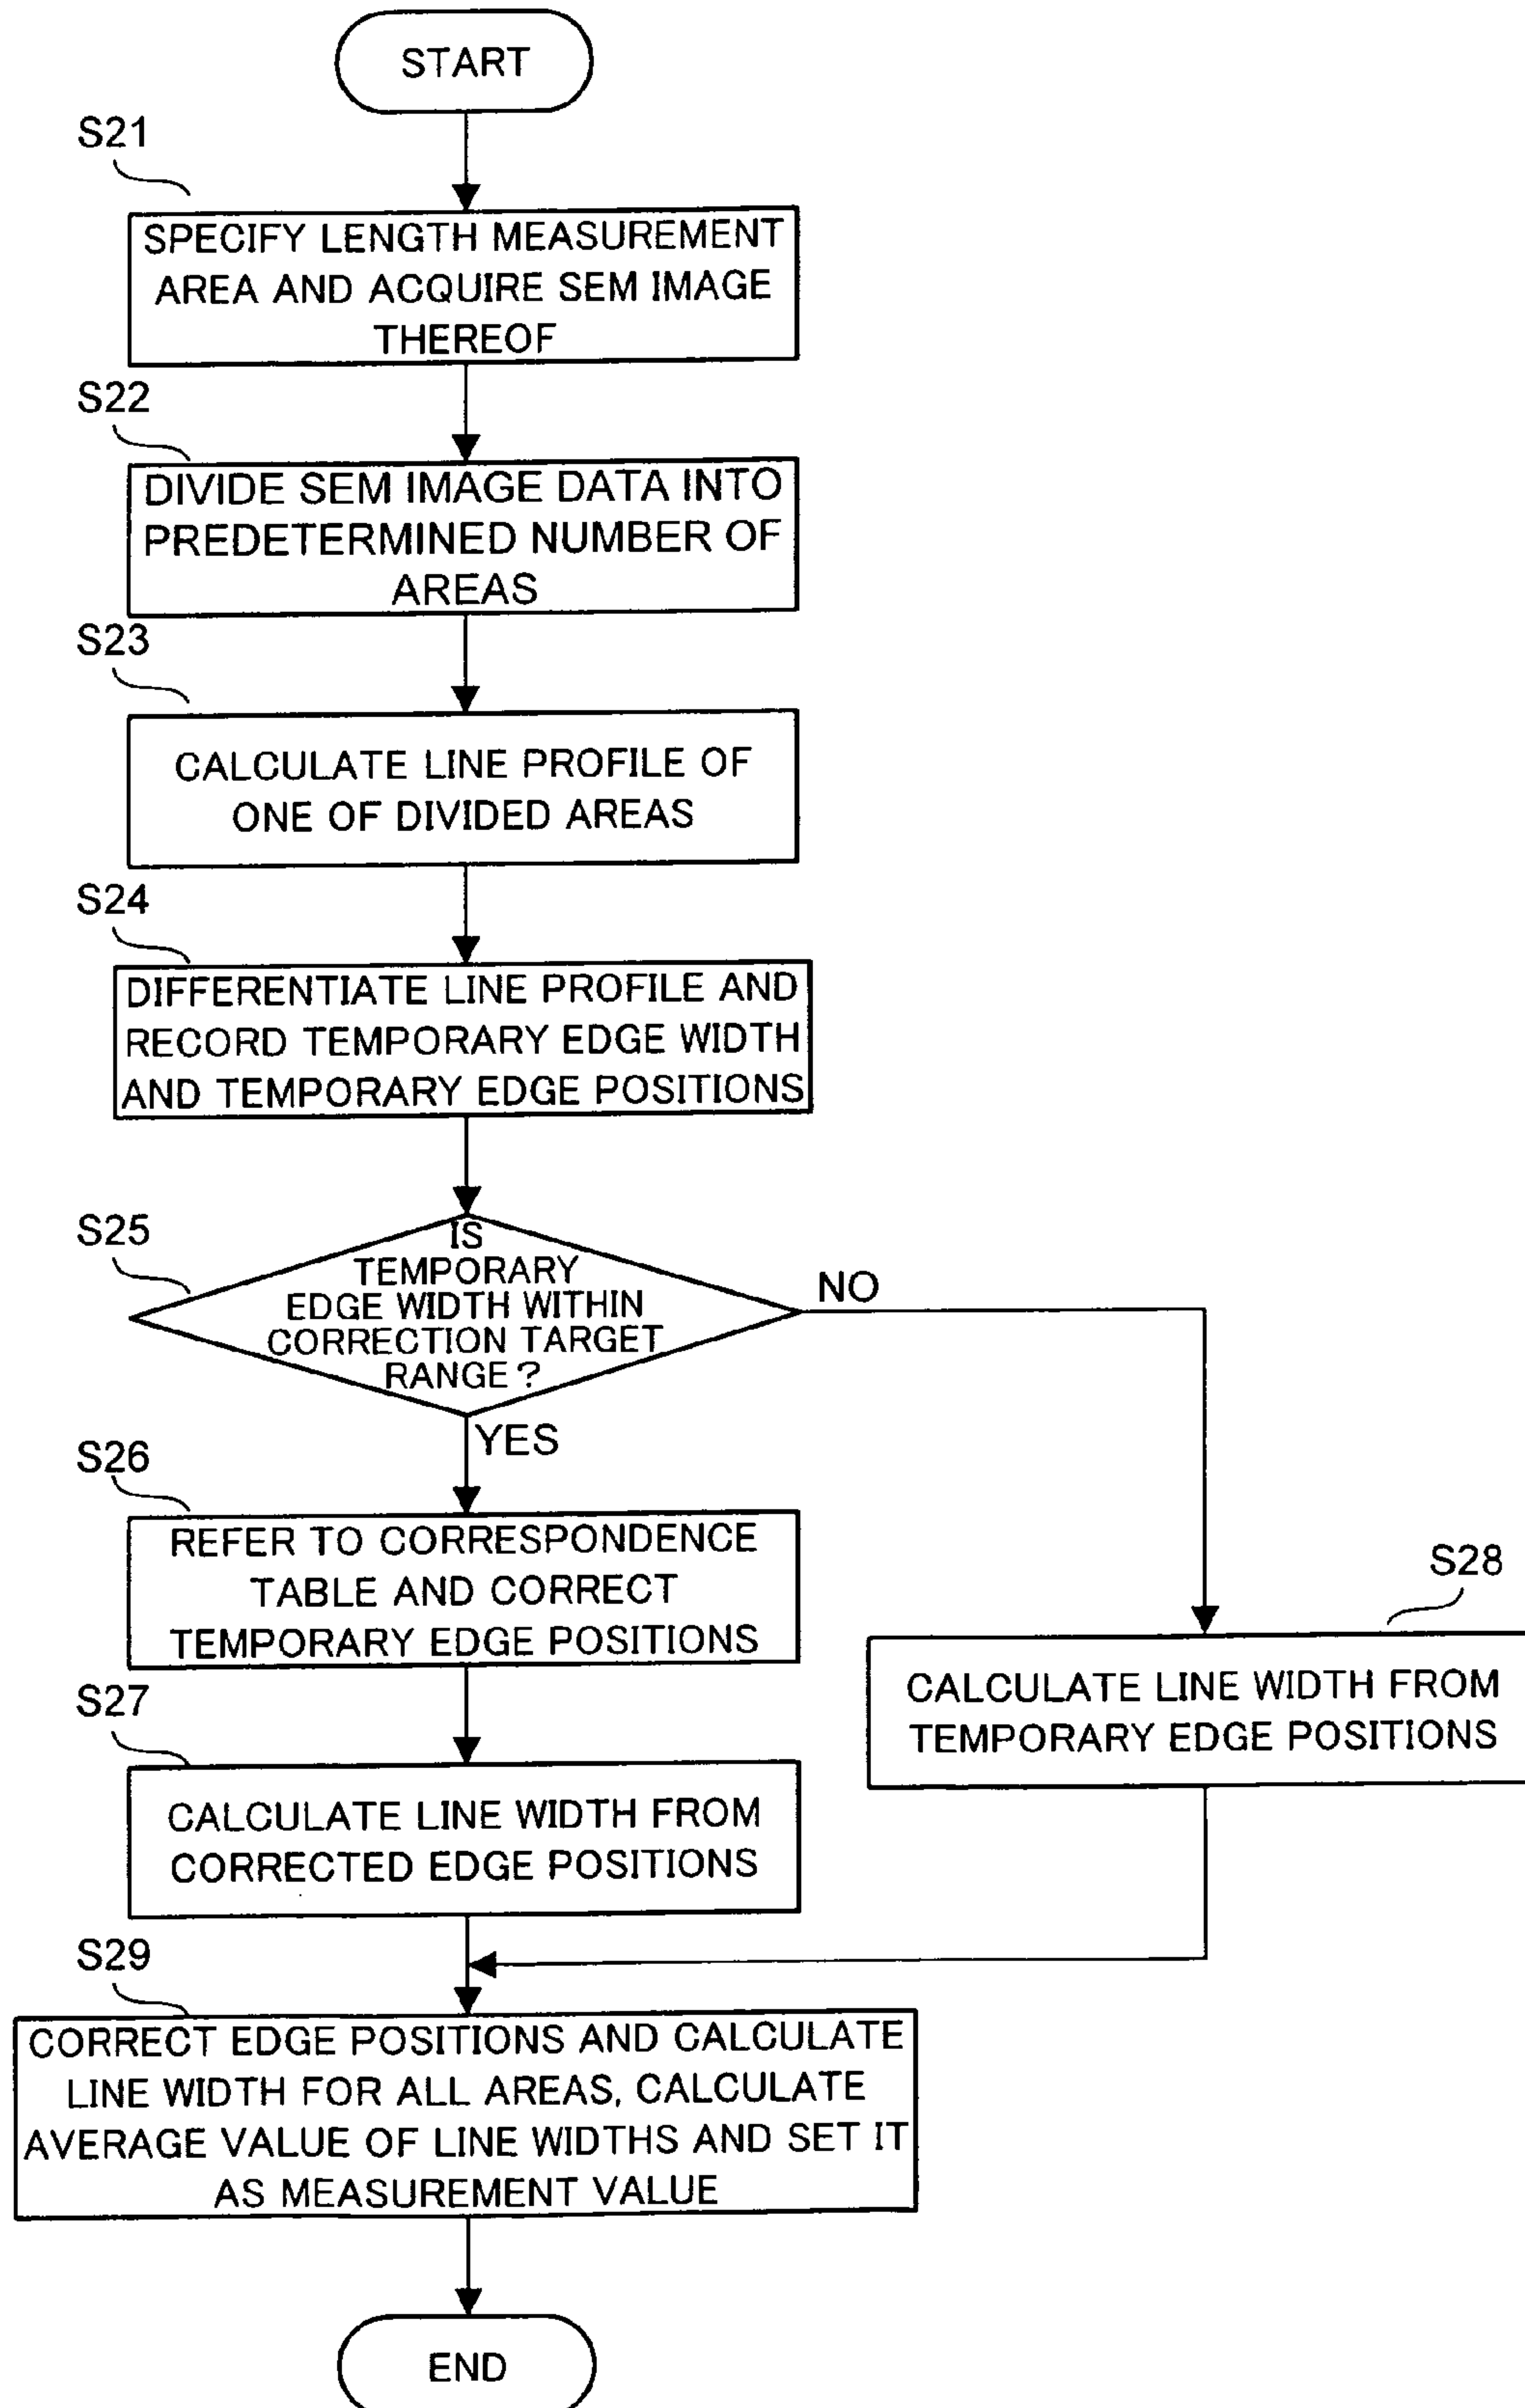 START
S21
SPECIFY LENGTH MEASUREMENT
AREA AND ACQUIRE SEM IMAGE
THEREOF
S22
DIVIDE SEM IMAGE DATA INTO
PREDETERMINED NUMBER OF
AREAS
S23
CALCULATE LINE PROFILE OF
ONE OF DIVIDED AREAS
S24
DIFFERENTIATE LINE PROFILE AND
RECORD TEMPORARY EDGE WIDTH
AND TEMPORARY EDGE POSITIONS
S25
IS
TEMPORARY
EDGE WIDTH WITHIN
CORRECTION TARGET
RANGE?
NO
YES
S26
REFER TO CORRESPONDENCE
TABLE AND CORRECT
TEMPORARY EDGE POSITIONS
S28
CALCULATE LINE WIDTH FROM
TEMPORARY EDGE POSITIONS
S27
CALCULATE LINE WIDTH FROM
CORRECTED EDGE POSITIONS
S29
CORRECT EDGE POSITIONS AND CALCULATE
LINE WIDTH FOR ALL AREAS, CALCULATE
AVERAGE VALUE OF LINE WIDTHS AND SET IT
AS MEASUREMENT VALUE
END